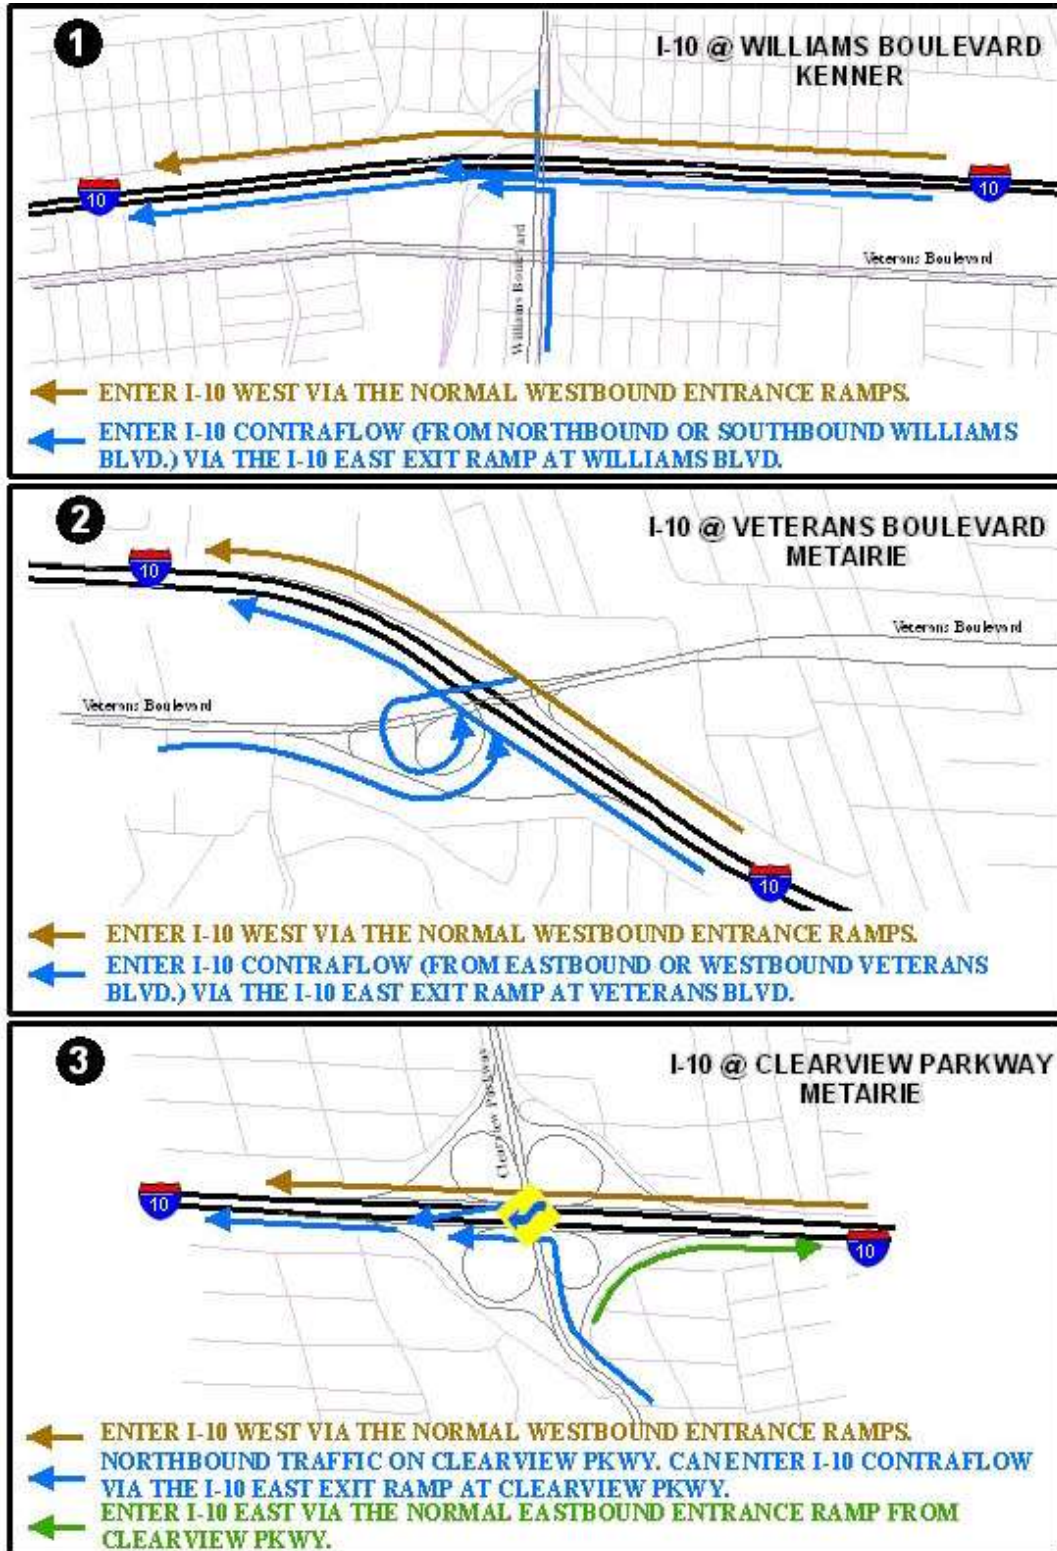 1
I-10 @ WILLIAMS BOULEVARD
KENNER
10
10
Veterans Boulevard
Williams Boulevard
ENTER I-10 WEST VIA THE NORMAL WESTBOUND ENTRANCE RAMPS.
ENTER I-10 CONTRAFLOW (FROM NORTHBOUND OR SOUTHBOUND WILLIAMS
BLVD.) VIA THE I-10 EAST EXIT RAMP AT WILLIAMS BLVD.
2
I-10 @ VETERANS BOULEVARD
METAIRIE
10
Veterans Boulevard
Veterans Boulevard
10
ENTER I-10 WEST VIA THE NORMAL WESTBOUND ENTRANCE RAMPS.
ENTER I-10 CONTRAFLOW (FROM EASTBOUND OR WESTBOUND VETERANS
BLVD.) VIA THE I-10 EAST EXIT RAMP AT VETERANS BLVD.
3
I-10 @ CLEARVIEW PARKWAY
METAIRIE
Clearview Parkway
10
10
ENTER I-10 WEST VIA THE NORMAL WESTBOUND ENTRANCE RAMPS.
NORTHBOUND TRAFFIC ON CLEARVIEW PKWY. CAN ENTER I-10 CONTRAFLOW
VIA THE I-10 EAST EXIT RAMP AT CLEARVIEW PKWY.
ENTER I-10 EAST VIA THE NORMAL EASTBOUND ENTRANCE RAMP FROM
CLEARVIEW PKWY.